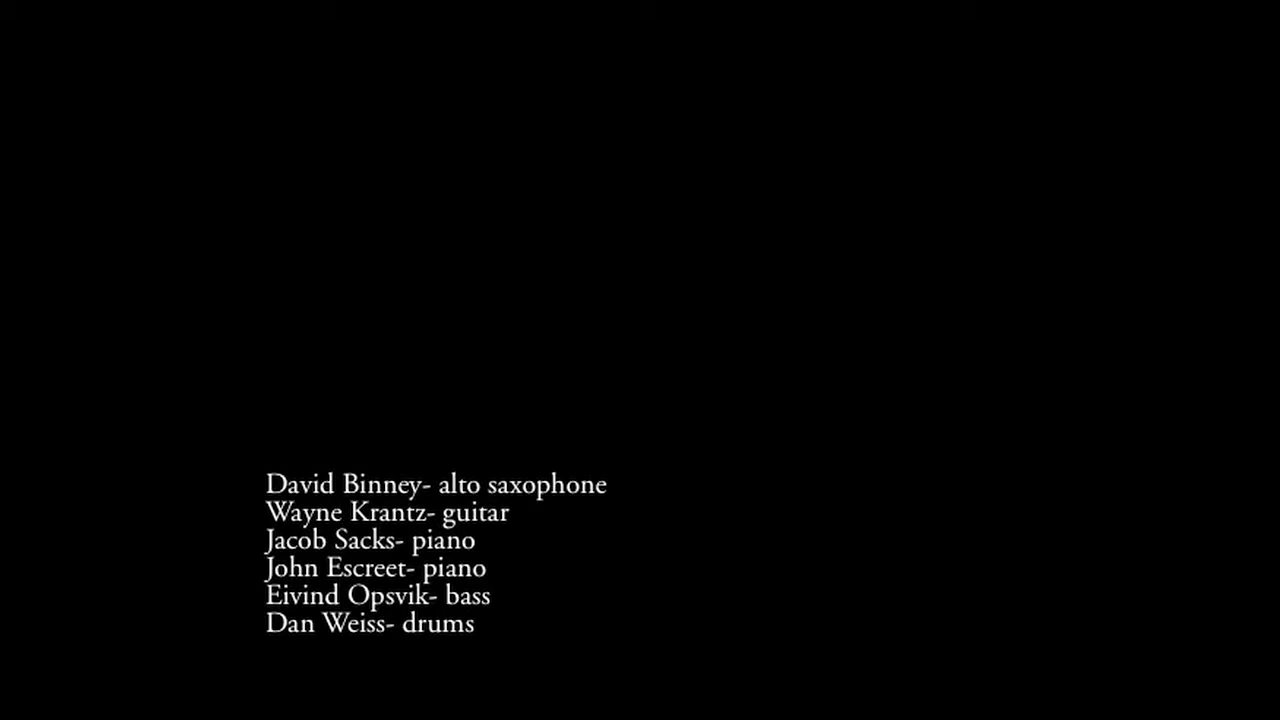 David Binney- alto saxophone
Wayne Krantz- guitar
Jacob Sacks- piano
John Escreet- piano
Eivind Opsvik- bass
Dan Weiss- drums